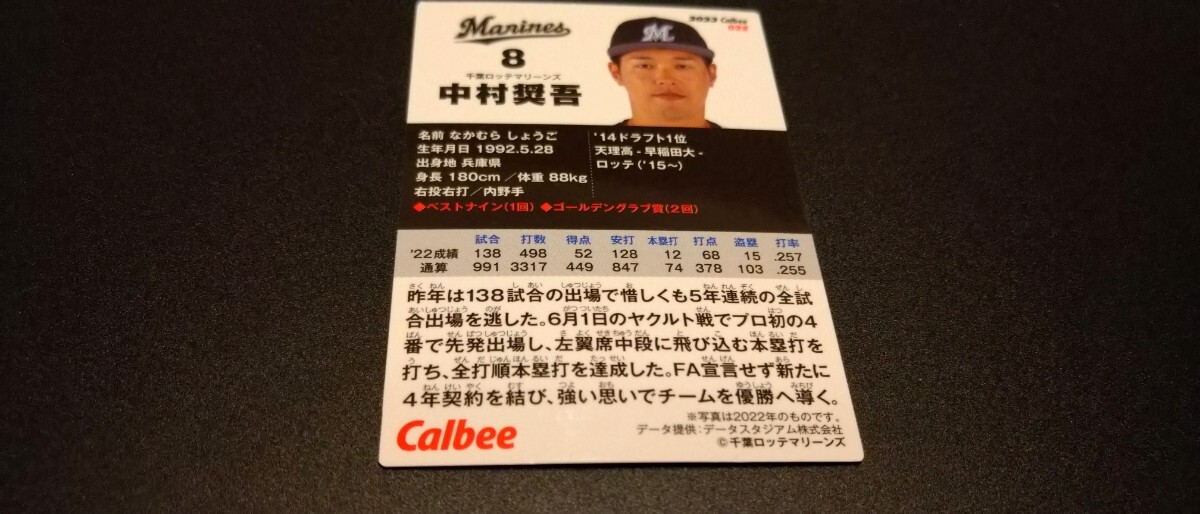 Marines
M
2023 Calbee
032
8
千葉ロッテマリーンズ
中村奨吾
名前 なかむら しょうご
生年月日 1992.5.28
出身地 兵庫県
身長 180cm／体重 88kg
右投右打／内野手
'14ドラフト1位
天理高-早稲田大-
ロッテ('15〜)
◆ベストナイン(1回) ◆ゴールデングラブ賞(2回)
試合 打数 得点 安打 本塁打 打点 盗塁 打率
'22成績 138 498 52 128 12 68 15 .257
通算 991 3317 449 847 74 378 103 .255
昨年は138試合の出場で惜しくも5年連続の全試
合出場を逃した。6月1日のヤクルト戦でプロ初の4
番で先発出場し、左翼席中段に飛び込む本塁打を
打ち、全打順本塁打を達成した。FA宣言せず新たに
4年契約を結び、強い思いでチームを優勝へ導く。
※写真は2022年のものです。
データ提供:データスタジアム株式会社
©千葉ロッテマリーンズ
Calbee